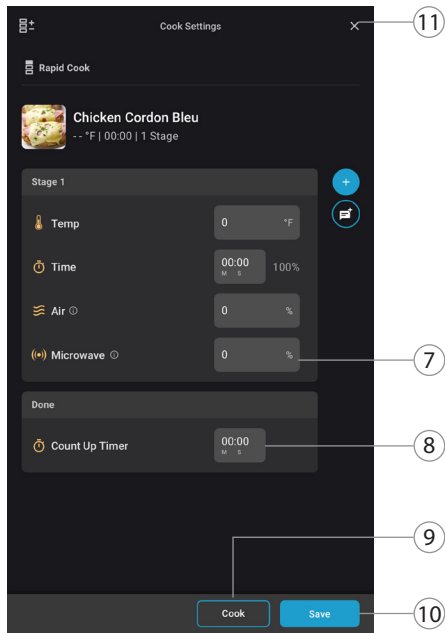 Cook Settings
11
Rapid Cook
Chicken Cordon Bleu
- - °F | 00:00 | 1 Stage
Stage 1
Temp 0 °F
Time 00:00 100%
M S
Air 0 %
Microwave 0 % 7
Done
Count Up Timer 00:00 8
M S
9
Cook Save 10